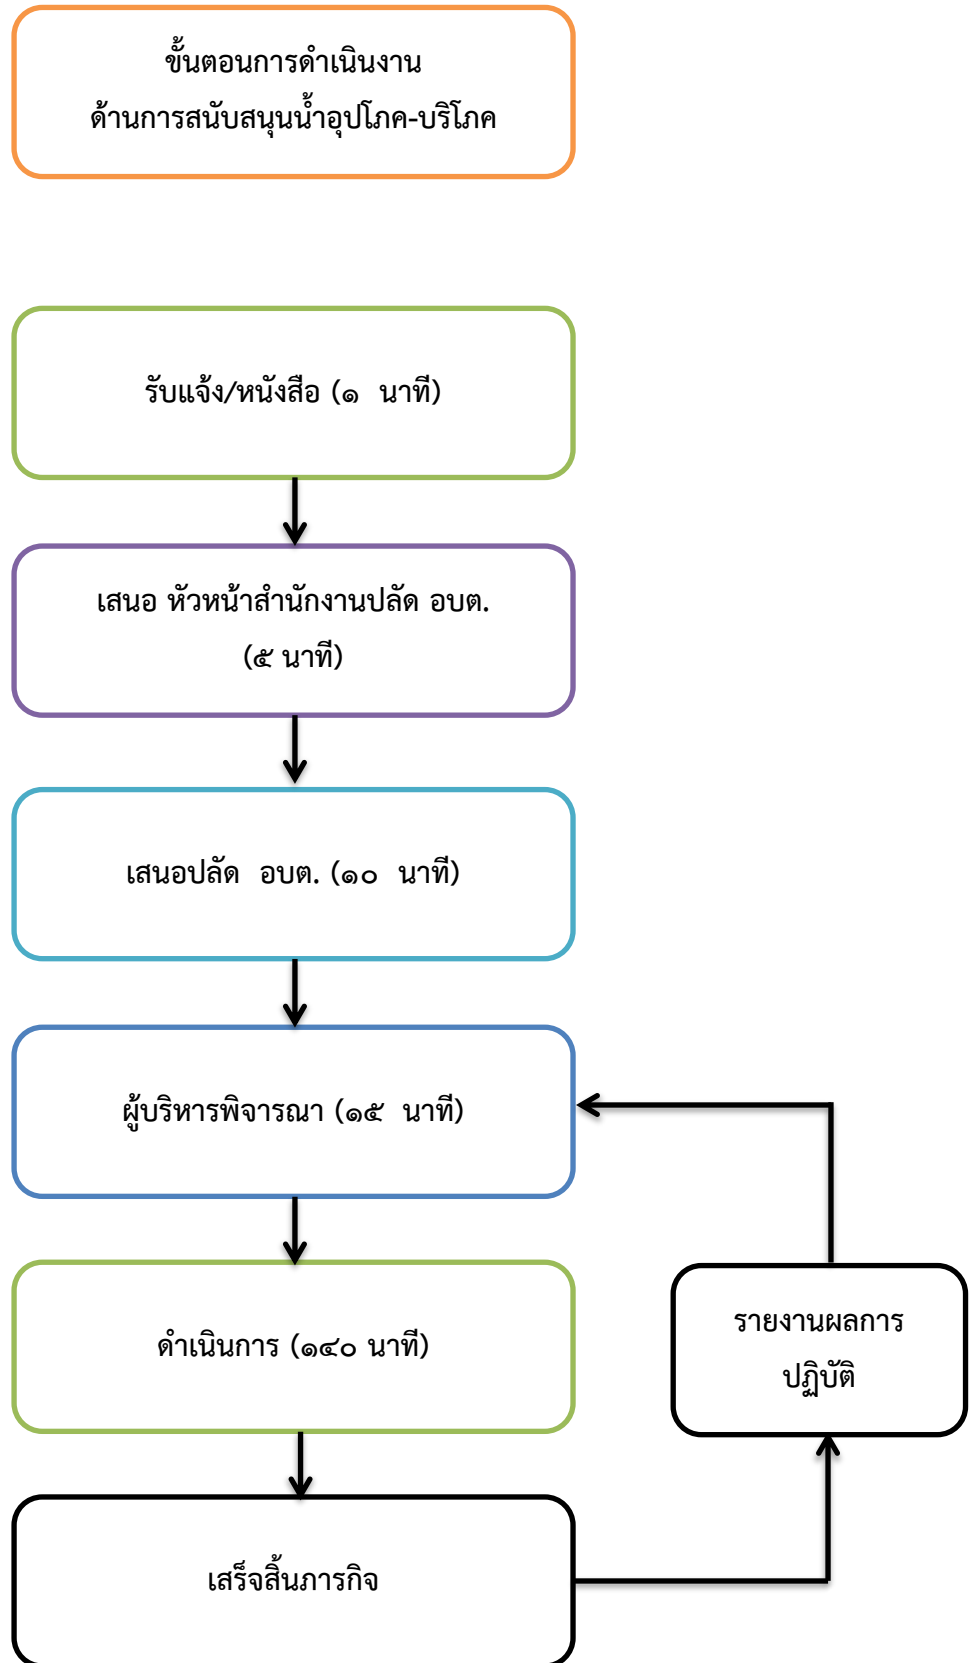 ขั้นตอนการดำเนินงาน
ด้านการสนับสนุนน้ำอุปโภค-บริโภค
รับแจ้ง/หนังสือ (๑ นาที)
เสนอ หัวหน้าสำนักงานปลัด อบต.
(๕ นาที)
เสนอปลัด อบต. (๑๐ นาที)
ผู้บริหารพิจารณา (๑๕ นาที)
ดำเนินการ (๑๔๐ นาที)
รายงานผลการ
ปฏิบัติ
เสร็จสิ้นภารกิจ